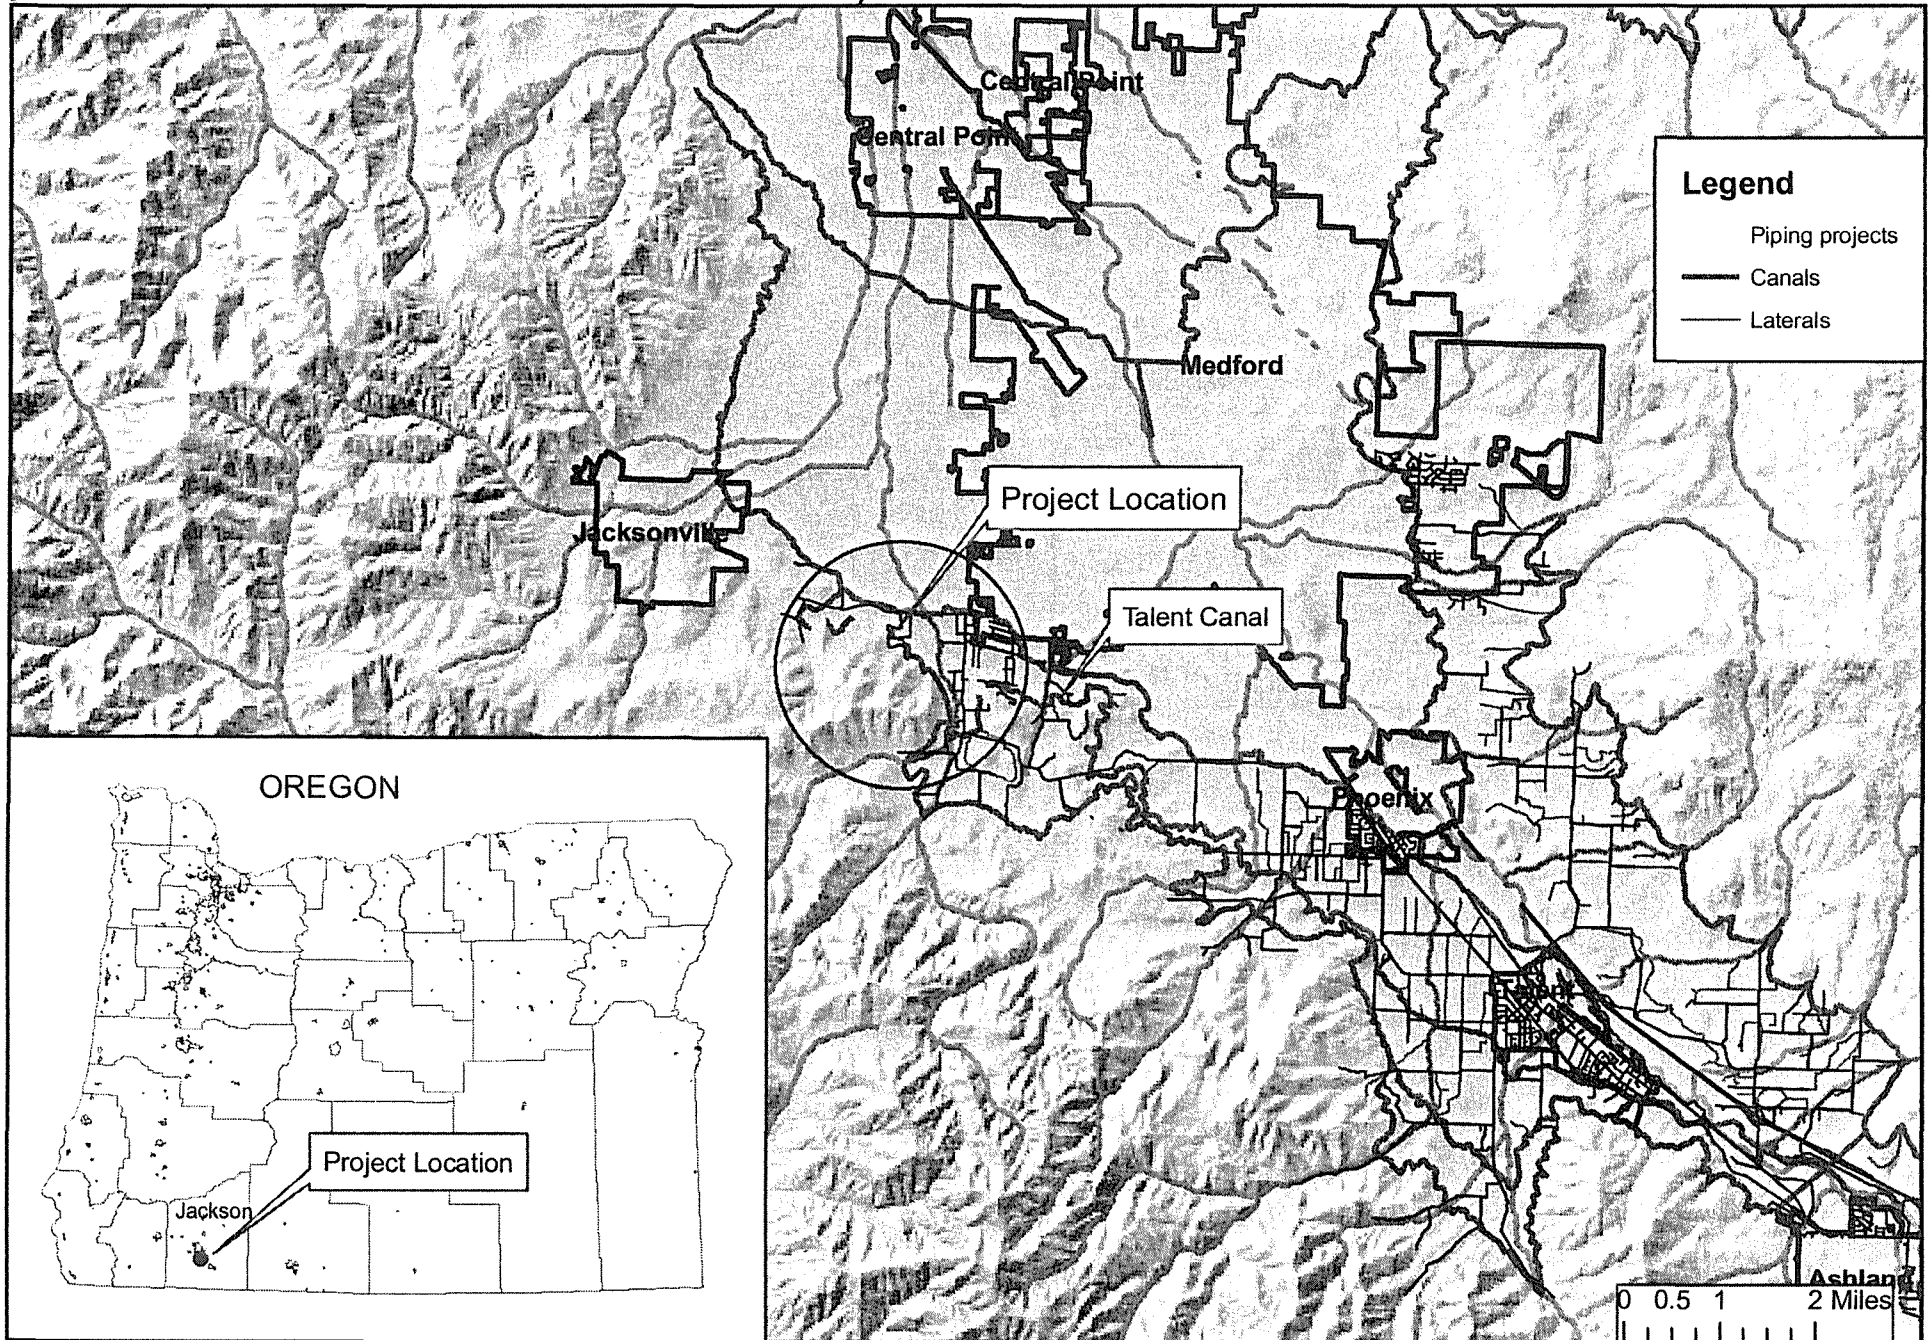 Central Point
Central Point
Legend
Piping projects
Canals
Laterals
Medford
Project Location
Jacksonville
Talent Canal
OREGON
Phoenix
Talent
Project Location
Jackson
Ashland
0 0.5 1 2 Miles